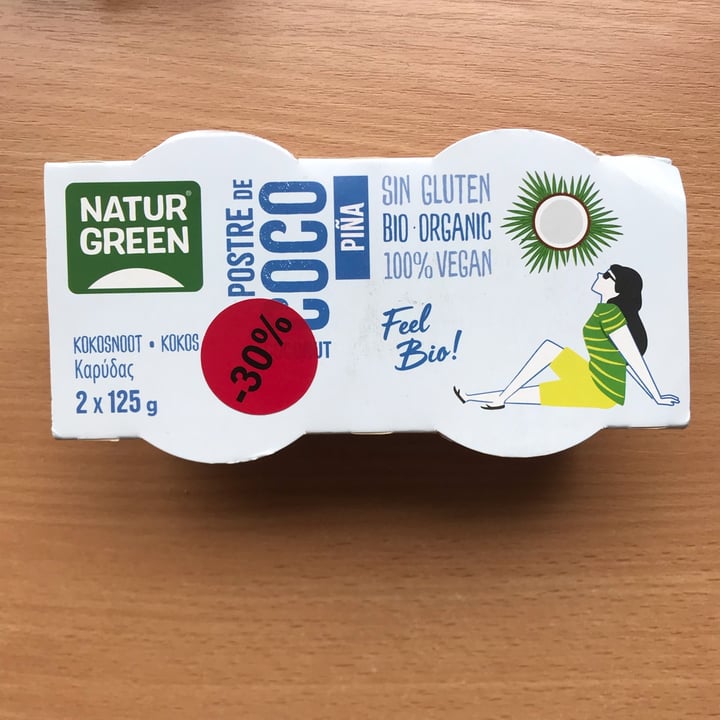 NATUR
GREEN®
POSTRE DE
COCO
PIÑA
SIN GLUTEN
BIO·ORGANIC
100% VEGAN
Feel
Bio!
KOKOSNOOT • KOKOS
Καρύδας
2 x 125 g
-30%